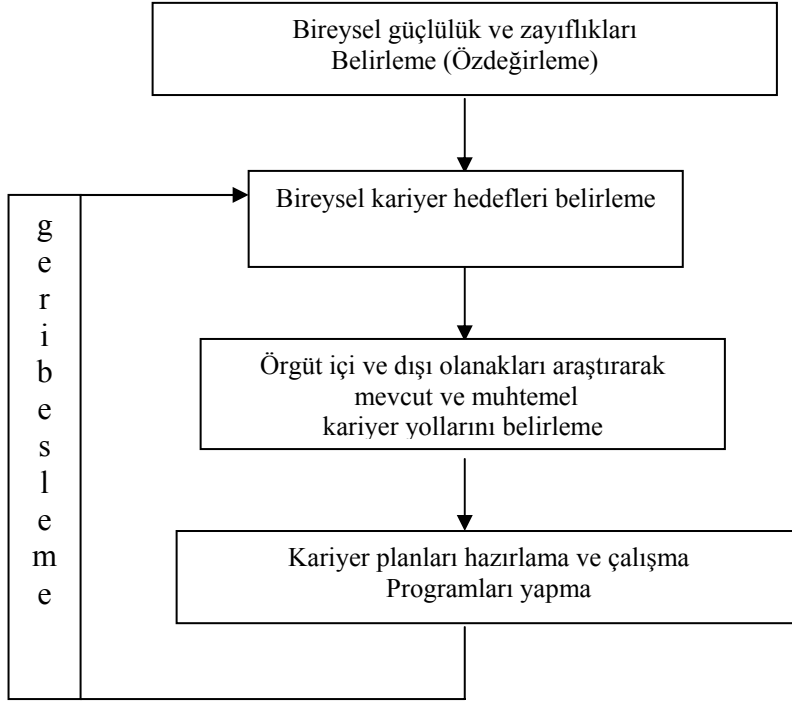 Bireysel güçlülük ve zayıflıkları
Belirleme (Özdeğirleme)
Bireysel kariyer hedefleri belirleme
geribesleme
Örgüt içi ve dışı olanakları araştırarak
mevcut ve muhtemel
kariyer yollarını belirleme
Kariyer planları hazırlama ve çalışma
Programları yapma